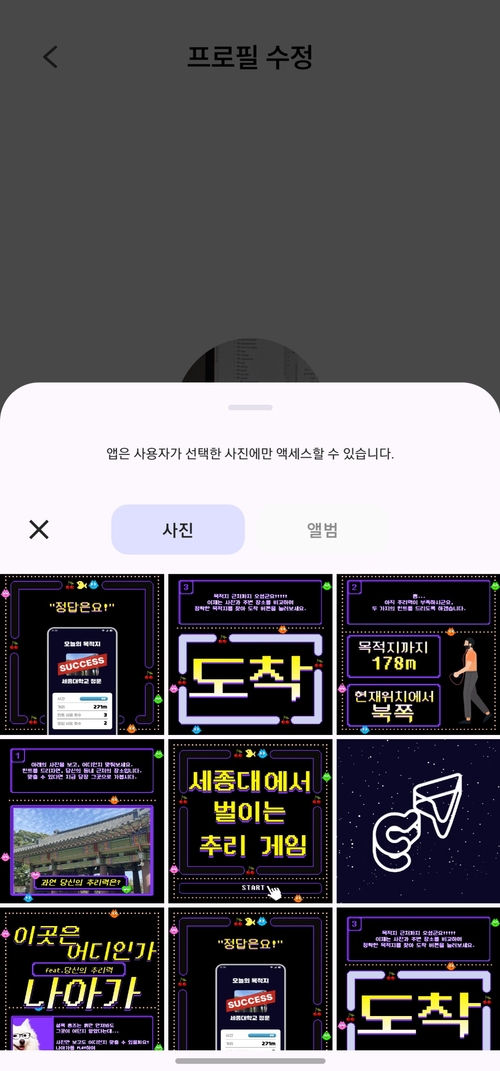 프로필 수정
앱은 사용자가 선택한 사진에만 액세스할 수 있습니다.
사진
앨범
"정답은요!"
오늘의 목적지
SUCCESS
세종대학교 정문
시간
거리
271m
3
2
3
목적지 근처까지 오셨군요!!!!!
이제는 사진과 주변 장소를 비교하여
정확한 목적지를 찾아 도착 버튼을 눌러보세요.
도착
2
흠...
아직 추리력이 부족하시군요.
두 가지의 힌트를 드리도록 하겠습니다.
목적지까지
178m
현재위치에서
북쪽
1
아래의 사진을 보고, 어디인지 맞춰보세요.
힌트를 드리자면, 당신의 동네 근처의 장소입니다.
맞출 수 있다면 지금 당장 그곳으로 가봅시다.
과연 당신의 추리력은?
세종대에서
벌이는
추리 게임
START
이곳은
어디인가
feat.당신의 추리력
나아가
"정답은요!"
오늘의 목적지
SUCCESS
세종대학교 정문
시간
3
목적지 근처까지 오셨군요!!!!!
이제는 사진과 주변 장소를 비교하여
정확한 목적지를 찾아 도착 버튼을 눌러보세요.
도착